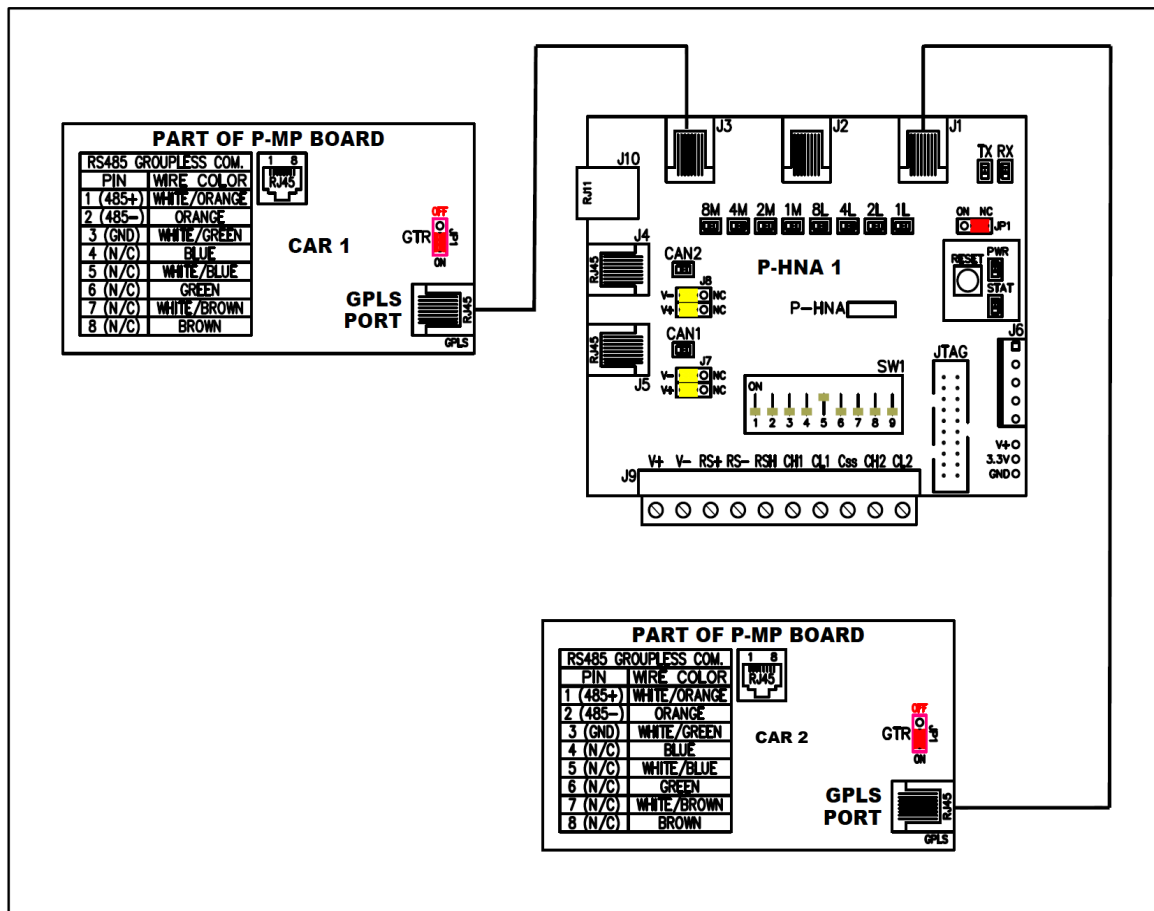 PART OF P-MP BOARD
RS485 GROUPLESS COM.
PIN WIRE COLOR
1 (485+) WHITE/ORANGE
2 (485-) ORANGE
3 (GND) WHITE/GREEN
4 (N/C) BLUE
5 (N/C) WHITE/BLUE
6 (N/C) GREEN
7 (N/C) WHITE/BROWN
8 (N/C) BROWN
1 8
RJ45
CAR 1
OFF
GTR JP1
ON
GPLS
PORT
RJ45
GPLS
J3 J2 J1
TX RX
J10
RJ11
8M 4M 2M 1M 8L 4L 2L 1L
ON NC
JP1
J4
RJ45
CAN2
P-HNA 1
RESET PWR
STAT
J8
V- NC
V+ NC
P-HNA
J6
RJ45
CAN1
J5
J7
V- NC
V+ NC
SW1
ON
1 2 3 4 5 6 7 8 9
JTAG
V+
3.3V
GND
V+ V- RS+ RS- RSH CH1 CL1 Css CH2 CL2
J9
PART OF P-MP BOARD
RS485 GROUPLESS COM.
PIN WIRE COLOR
1 (485+) WHITE/ORANGE
2 (485-) ORANGE
3 (GND) WHITE/GREEN
4 (N/C) BLUE
5 (N/C) WHITE/BLUE
6 (N/C) GREEN
7 (N/C) WHITE/BROWN
8 (N/C) BROWN
1 8
RJ45
CAR 2
OFF
GTR JP1
ON
GPLS
PORT
RJ45
GPLS